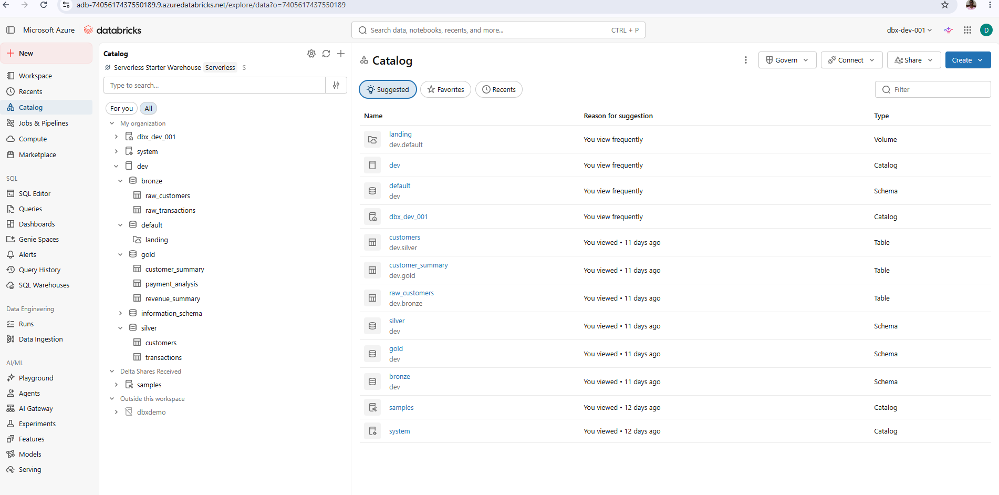 adb-7405617437550189.9.azuredatabricks.net/explore/data?o=7405617437550189
Microsoft Azure databricks
Search data, notebooks, recents, and more... CTRL + P
dbx-dev-001
D
New
Workspace
Recents
Catalog
Jobs & Pipelines
Compute
Marketplace
SQL
SQL Editor
Queries
Dashboards
Genie Spaces
Alerts
Query History
SQL Warehouses
Data Engineering
Runs
Data Ingestion
AI/ML
Playground
Agents
AI Gateway
Experiments
Features
Models
Serving
Catalog
Serverless Starter Warehouse Serverless S
Type to search...
For you All
My organization
dbx_dev_001
system
dev
bronze
raw_customers
raw_transactions
default
landing
gold
customer_summary
payment_analysis
revenue_summary
information_schema
silver
customers
transactions
Delta Shares Received
samples
Outside this workspace
dbxdemo
Catalog
Govern Connect Share Create
Suggested Favorites Recents
Filter
Name Reason for suggestion Type
landing
dev.default
You view frequently Volume
dev You view frequently Catalog
default
dev
You view frequently Schema
dbx_dev_001 You view frequently Catalog
customers
dev.silver
You viewed • 11 days ago Table
customer_summary
dev.gold
You viewed • 11 days ago Table
raw_customers
dev.bronze
You viewed • 11 days ago Table
silver
dev
You viewed • 11 days ago Schema
gold
dev
You viewed • 11 days ago Schema
bronze
dev
You viewed • 11 days ago Schema
samples You viewed • 12 days ago Catalog
system You viewed • 12 days ago Catalog